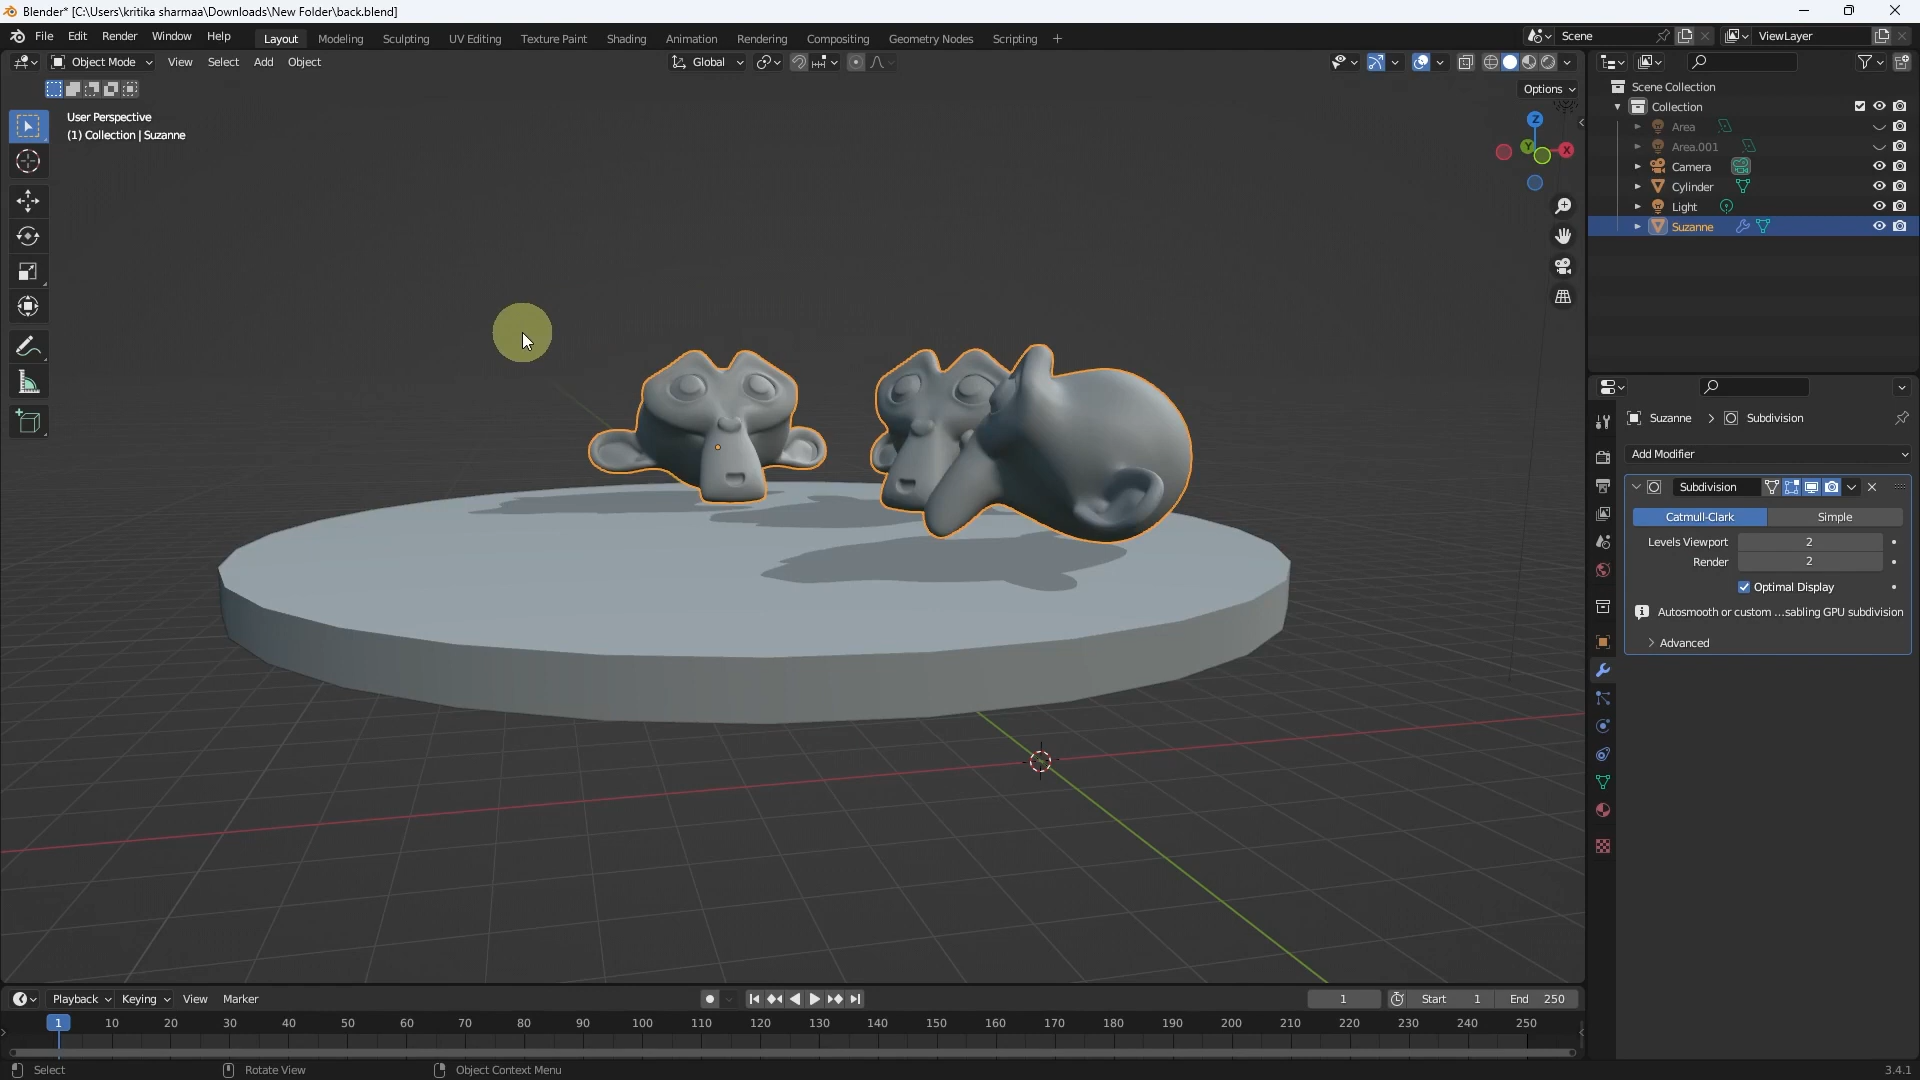 Blender* [C:\Users\kritika sharmaa\Downloads\New Folder\back.blend]
File Edit Render Window Help Layout Modeling Sculpting UV Editing Texture Paint Shading Animation Rendering Compositing Geometry Nodes Scripting + Scene ViewLayer
Object Mode View Select Add Object Global
Options
User Perspective
(1) Collection | Suzanne
Z
Y
X
Scene Collection
Collection
Area
Area.001
Camera
Cylinder
Light
Suzanne
Suzanne > Subdivision
Add Modifier
Subdivision
Catmull-Clark Simple
Levels Viewport 2
Render 2
Optimal Display
Autosmooth or custom ...sabling GPU subdivision
Advanced
Playback Keying View Marker 1 Start 1 End 250
1 10 20 30 40 50 60 70 80 90 100 110 120 130 140 150 160 170 180 190 200 210 220 230 240 250
Select Rotate View Object Context Menu 3.4.1